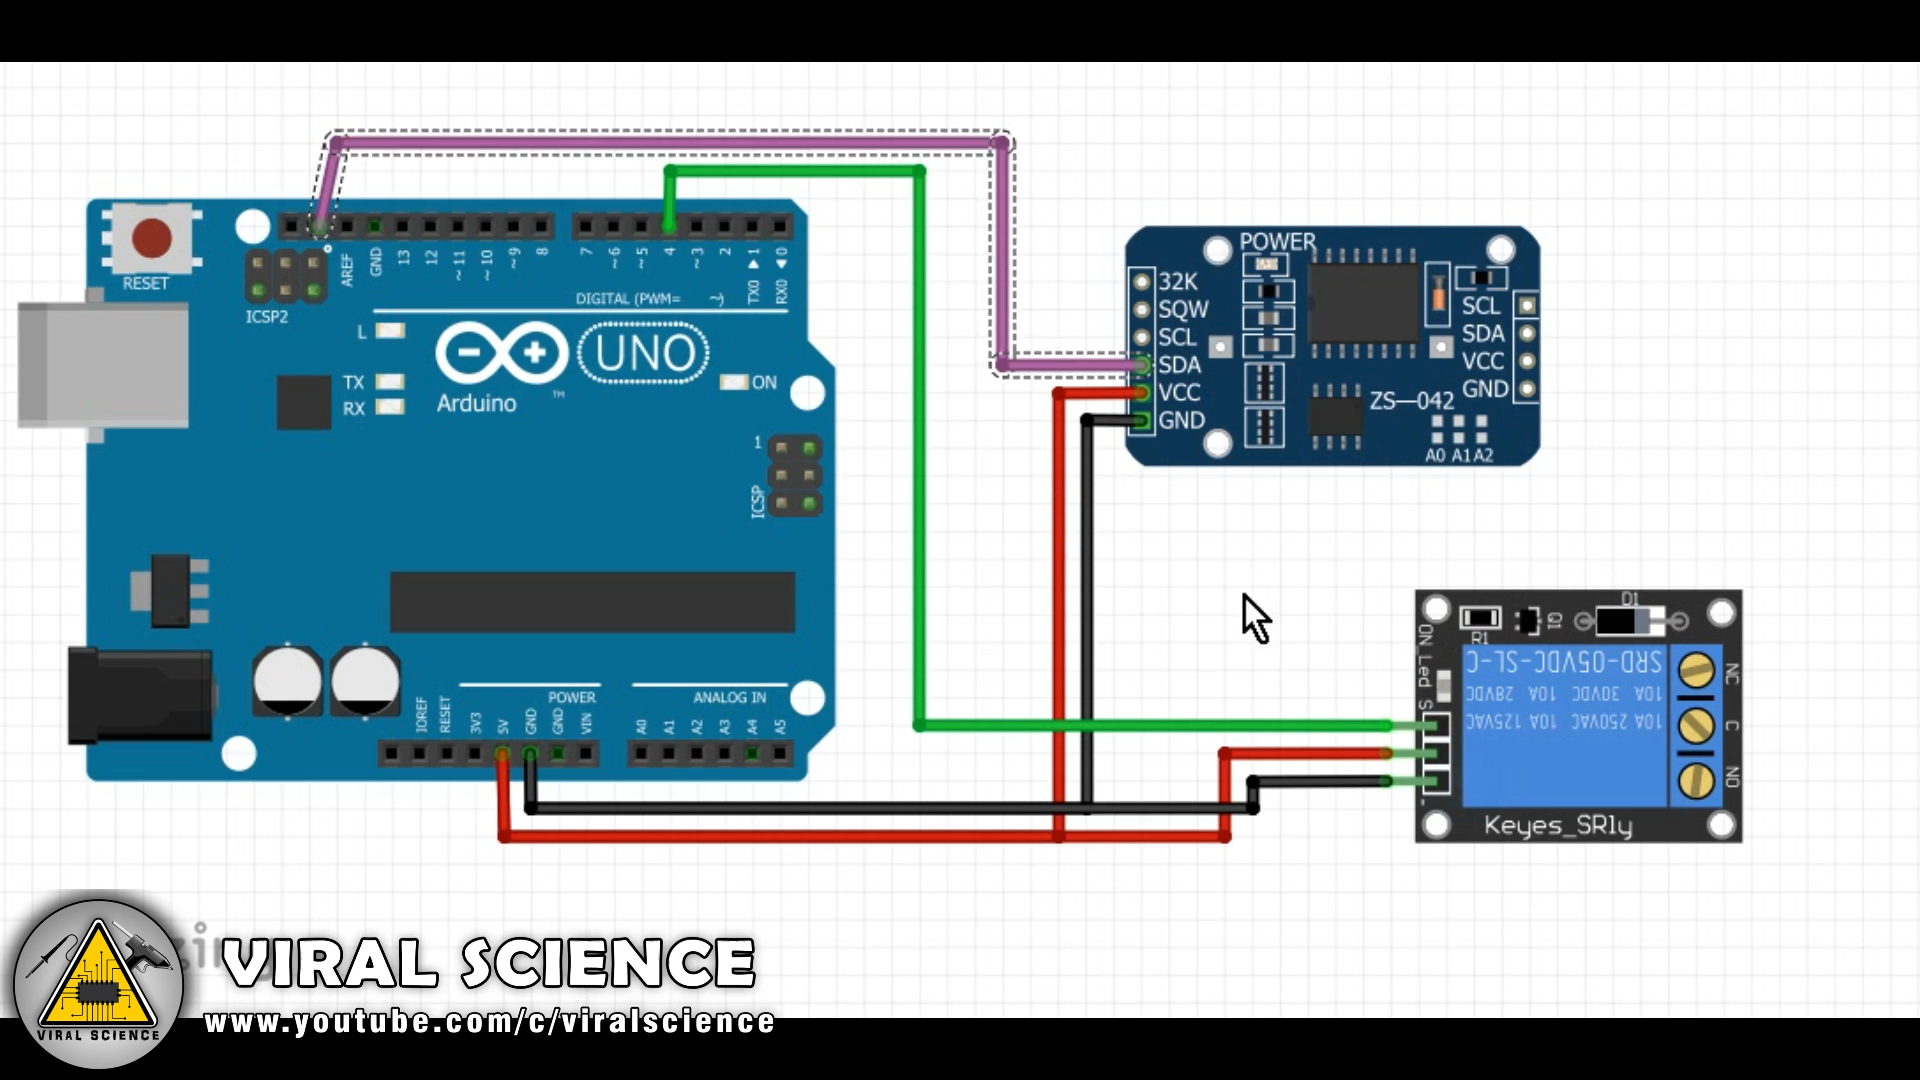 RESET
ICSP2
AREF
GND
13
12
~11
~10
~9
8
7
~6
~5
4
~3
2
TX0 ▶ 1
RX0 ◀ 0
DIGITAL (PWM= ~)
L
TX
RX
UNO
Arduino
TM
ON
1
ICSP
POWER
ANALOG IN
IOREF
RESET
3V3
5V
GND
GND
VIN
A0
A1
A2
A3
A4
A5
POWER
32K
SQW
SCL
SDA
VCC
GND
SCL
SDA
VCC
GND
ZS—042
A0 A1 A2
D1
R1
Q1
ON_Led
S
-
SRD-05VDC-SL-C
10A 30VDC 10A 28VDC
10A 250VAC 10A 125VAC
NC
C
NO
Keyes_SRly
VIRAL SCIENCE
www.youtube.com/c/viralscience
VIRAL SCIENCE